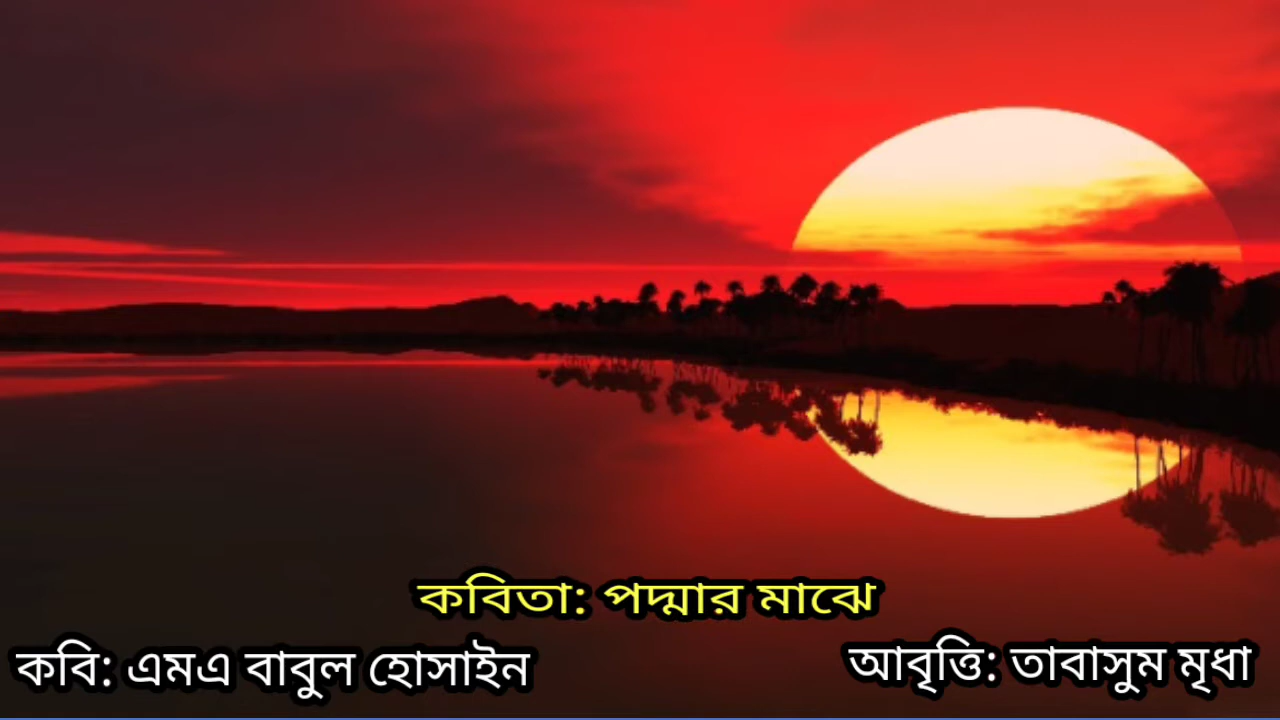 কবিতা: পদ্মার মাঝে
কবি: এমএ বাবুল হোসাইন
আবৃত্তি: তাবাসুম মৃধা